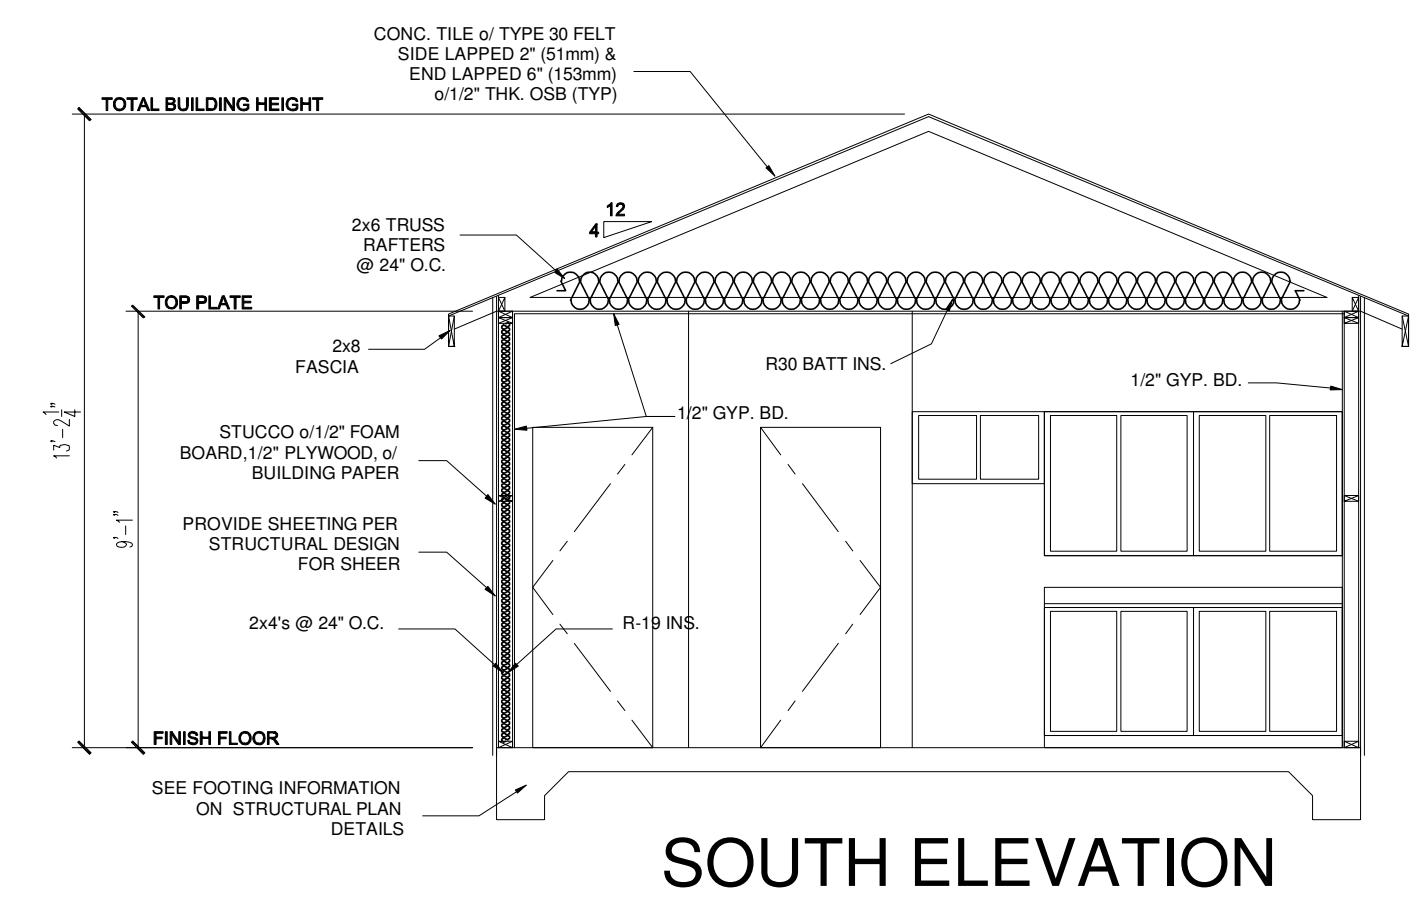 CONC. TILE o/ TYPE 30 FELT
SIDE LAPPED 2" (51mm) &
END LAPPED 6" (153mm)
o/1/2" THK. OSB (TYP)
TOTAL BUILDING HEIGHT
12
4
2x6 TRUSS
RAFTERS
@ 24" O.C.
TOP PLATE
2x8
FASCIA
R30 BATT INS.
1/2" GYP. BD.
1/2" GYP. BD.
13'-2 1/4"
STUCCO o/1/2" FOAM
BOARD,1/2" PLYWOOD, o/
BUILDING PAPER
9'-1"
PROVIDE SHEETING PER
STRUCTURAL DESIGN
FOR SHEER
2x4's @ 24" O.C.
R-19 INS.
FINISH FLOOR
SEE FOOTING INFORMATION
ON STRUCTURAL PLAN
DETAILS
SOUTH ELEVATION